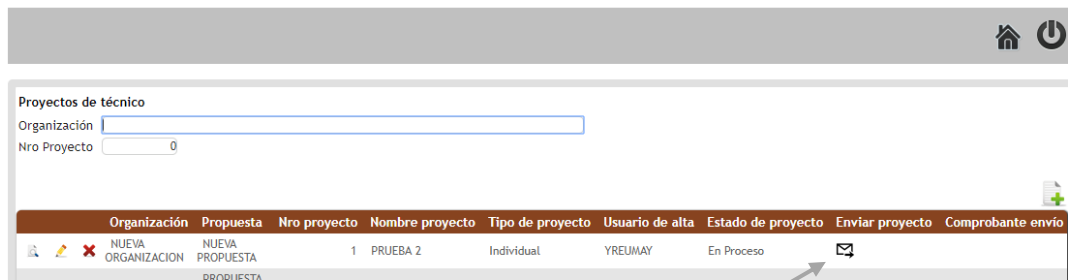 Proyectos de técnico
Organización
Nro Proyecto 0
Organización Propuesta Nro proyecto Nombre proyecto Tipo de proyecto Usuario de alta Estado de proyecto Enviar proyecto Comprobante envío
NUEVA ORGANIZACION NUEVA PROPUESTA 1 PRUEBA 2 Individual YREUMAY En Proceso
PROPUESTA